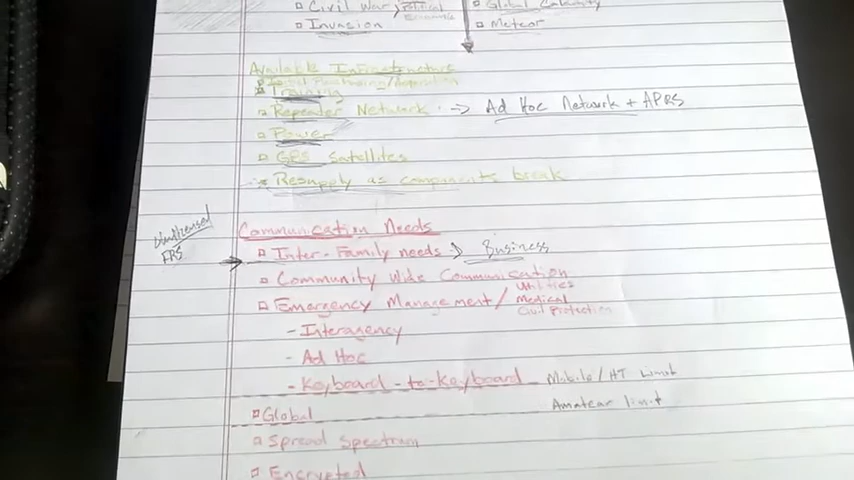 Civil War, Political
Global Calamity
Invasion
Meteor
Available Infrastructure
Training
Repeater Network -> Ad Hoc Network + APRS
Power
GPS Satellites
Resupply as components break
Communication Needs
Unlicensed
FRS
Inter-Family needs -> Business
Community Wide Communication
Emergency Management / Utilities
Medical
Civil Protection
- Interagency
- Ad Hoc
- Keyboard-to-Keyboard
Mobile/HT Limit
Amateur limit
Global
Spread Spectrum
Encrypted